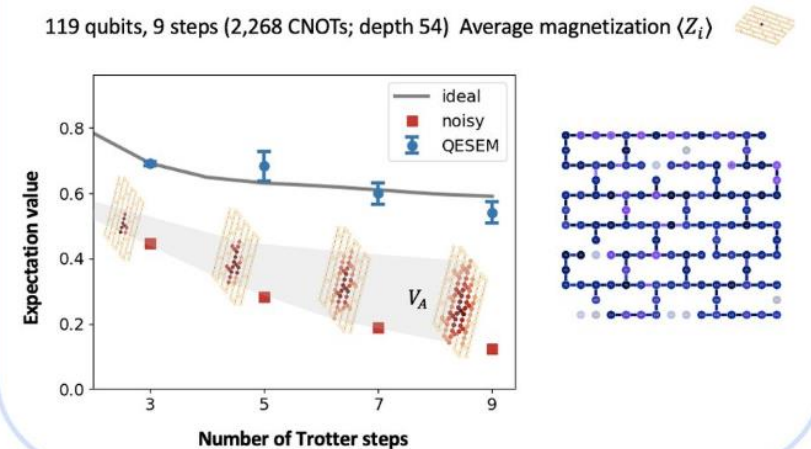 119 qubits, 9 steps (2,268 CNOTs; depth 54) Average magnetization ⟨Z_i⟩
ideal
noisy
QESEM
0.8
0.6
0.4
0.2
0.0
V_A
3 5 7 9
Expectation value
Number of Trotter steps